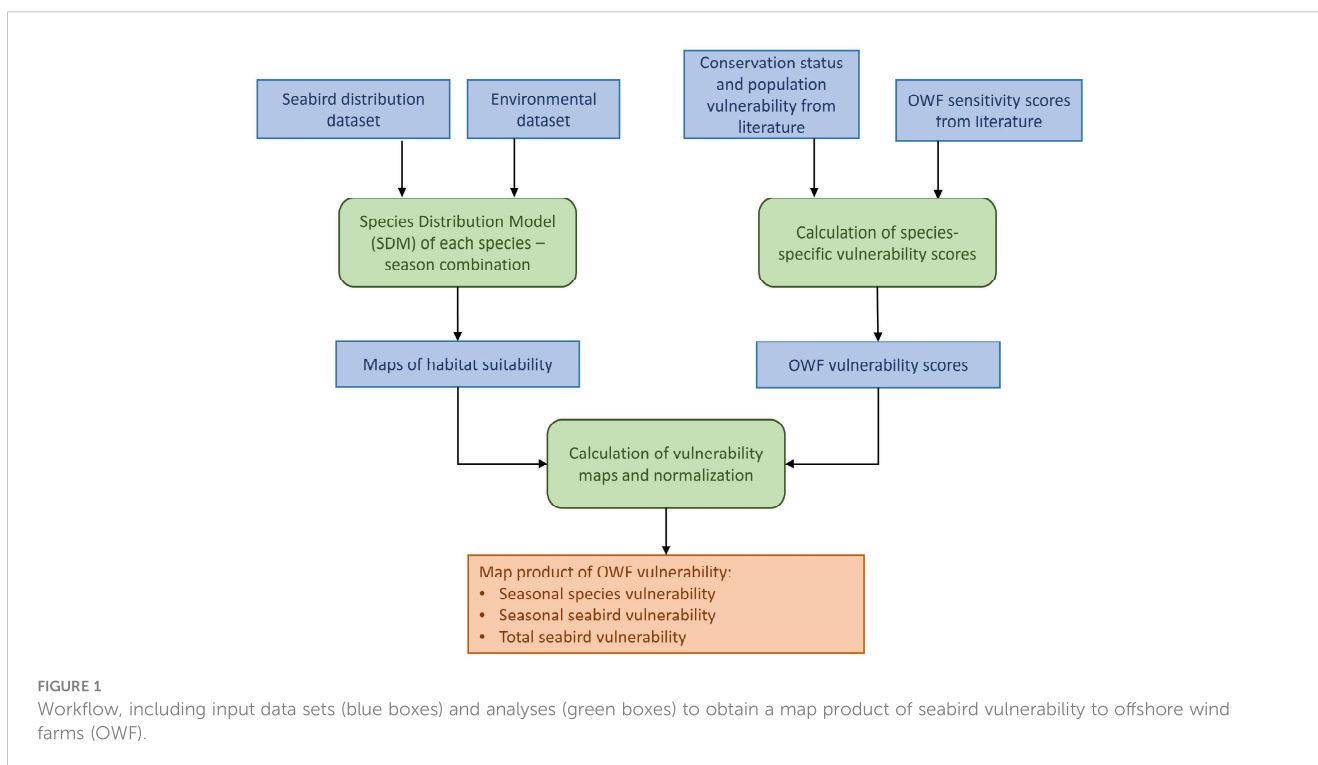 Seabird distribution
dataset
Environmental
dataset
Conservation status
and population
vulnerability from
literature
OWF sensitivity scores
from literature
Species Distribution Model
(SDM) of each species –
season combination
Calculation of species-
specific vulnerability scores
Maps of habitat suitability
OWF vulnerability scores
Calculation of vulnerability
maps and normalization
Map product of OWF vulnerability:
• Seasonal species vulnerability
• Seasonal seabird vulnerability
• Total seabird vulnerability
FIGURE 1
Workflow, including input data sets (blue boxes) and analyses (green boxes) to obtain a map product of seabird vulnerability to offshore wind
farms (OWF).